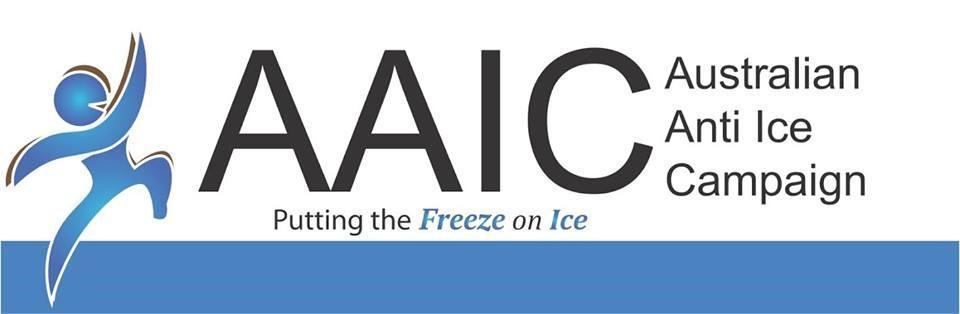 AAIC
Australian
Anti Ice
Campaign
Putting the Freeze on Ice